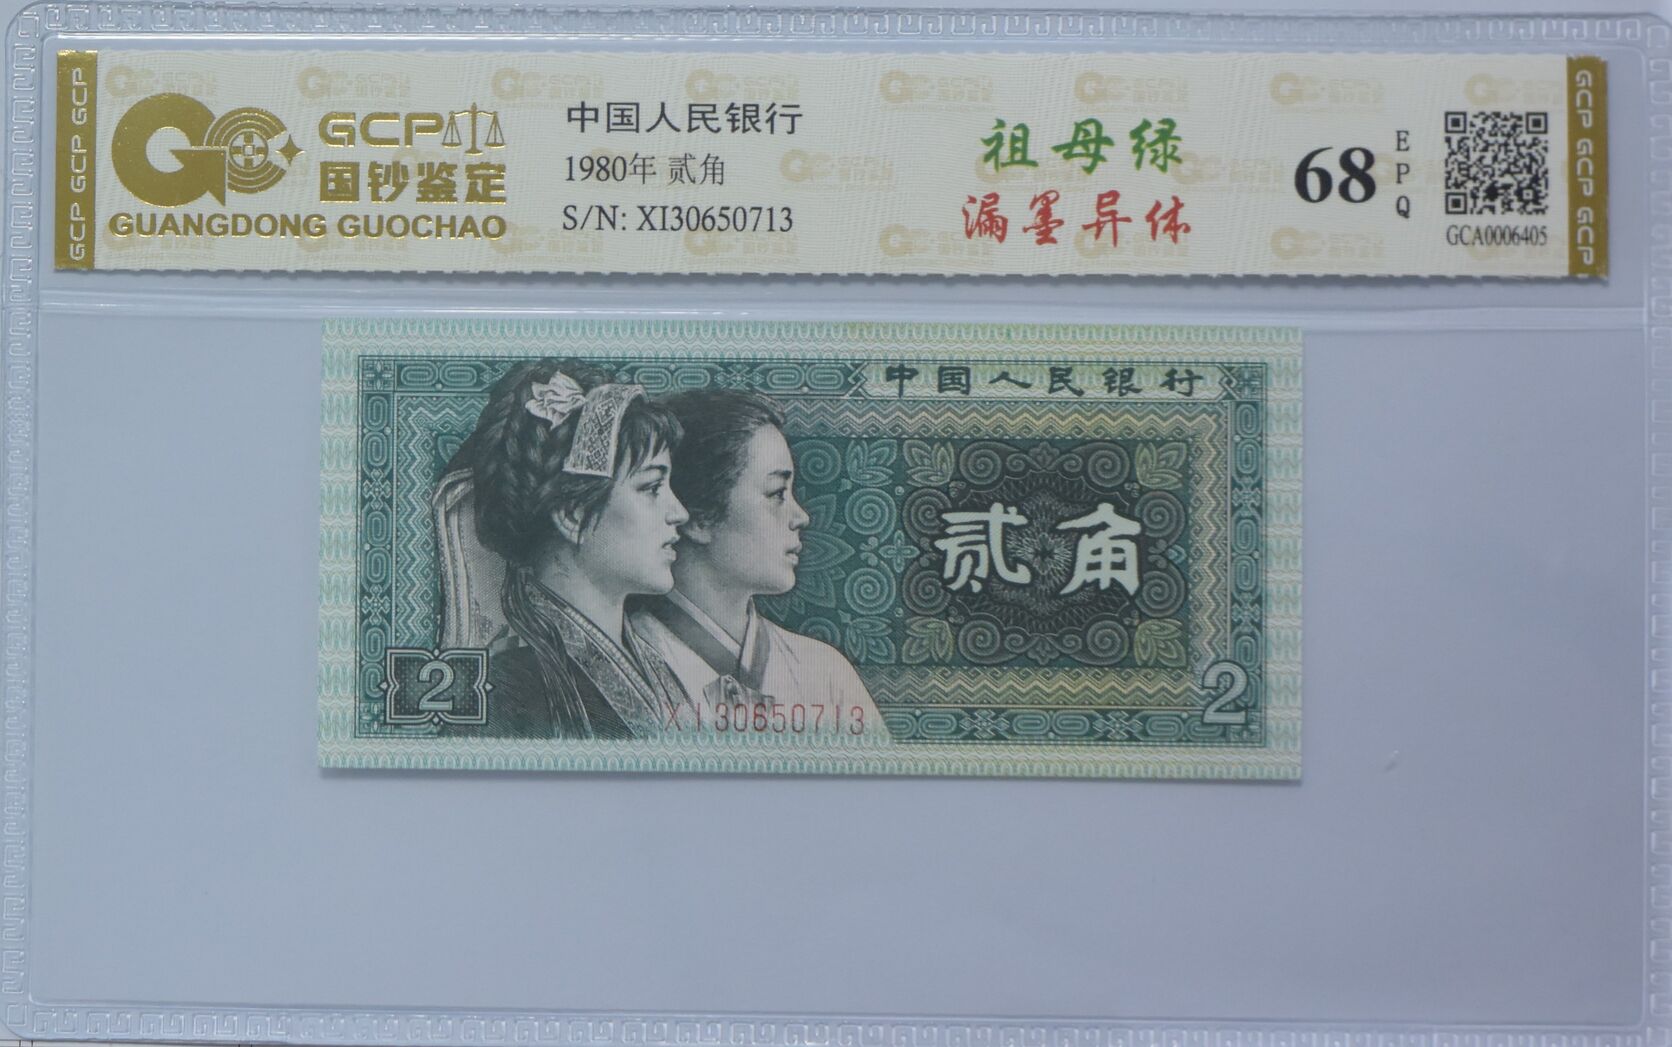 GCP GCP GCP
GCP
国钞鉴定
GUANGDONG GUOCHAO
中国人民银行
1980年 贰角
S/N: XI30650713
祖母绿
漏墨异体
68
EPQ
GCA0006405
GCP GCP GCP
中国人民银行
贰角
2
2
XI30650713